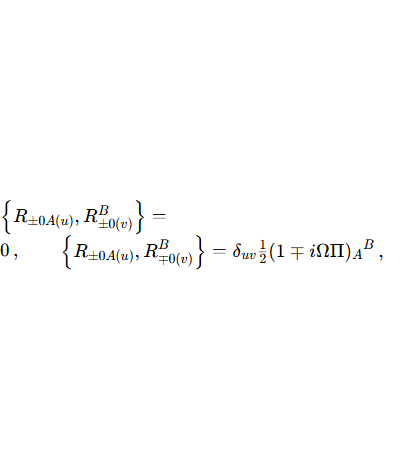 $\left\{ R_{\pm 0A(u)}, R^{B}_{\pm 0(v)} \right\} =$
$0\,, \qquad \left\{ R_{\pm 0A(u)}, R^{B}_{\mp 0(v)} \right\} = \delta_{uv} \frac{1}{2} (1 \mp i\Omega\Pi)_{A}{}^{B}\,,$